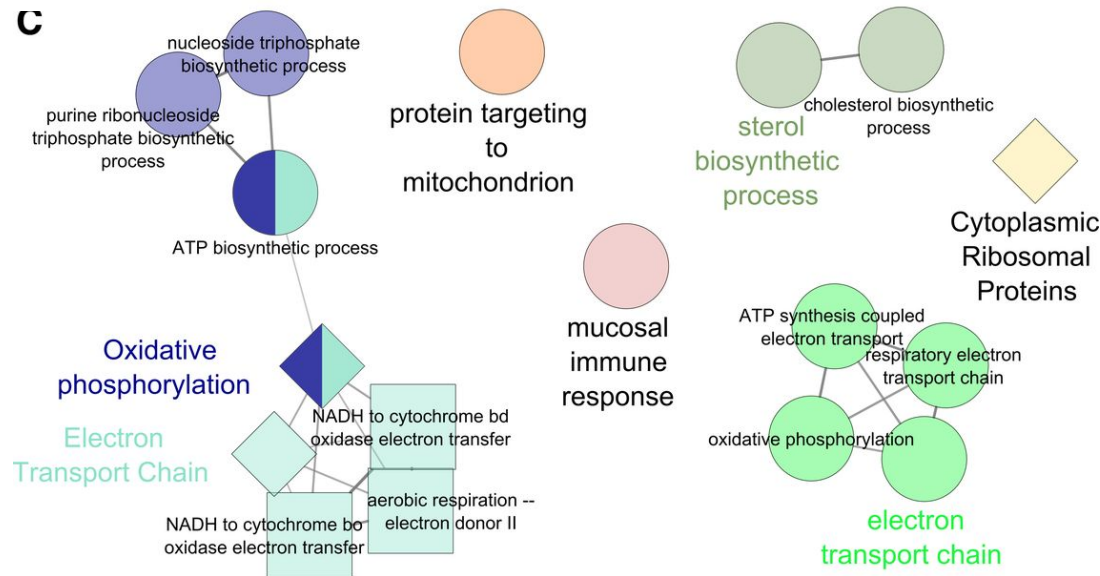 C
nucleoside triphosphate
biosynthetic process
purine ribonucleoside
triphosphate biosynthetic
process
ATP biosynthetic process
protein targeting
to
mitochondrion
cholesterol biosynthetic
process
sterol
biosynthetic
process
Cytoplasmic
Ribosomal
Proteins
mucosal
immune
response
Oxidative
phosphorylation
Electron
Transport Chain
NADH to cytochrome bd
oxidase electron transfer
aerobic respiration --
electron donor II
NADH to cytochrome bo
oxidase electron transfer
ATP synthesis coupled
electron transport
respiratory electron
transport chain
oxidative phosphorylation
electron
transport chain